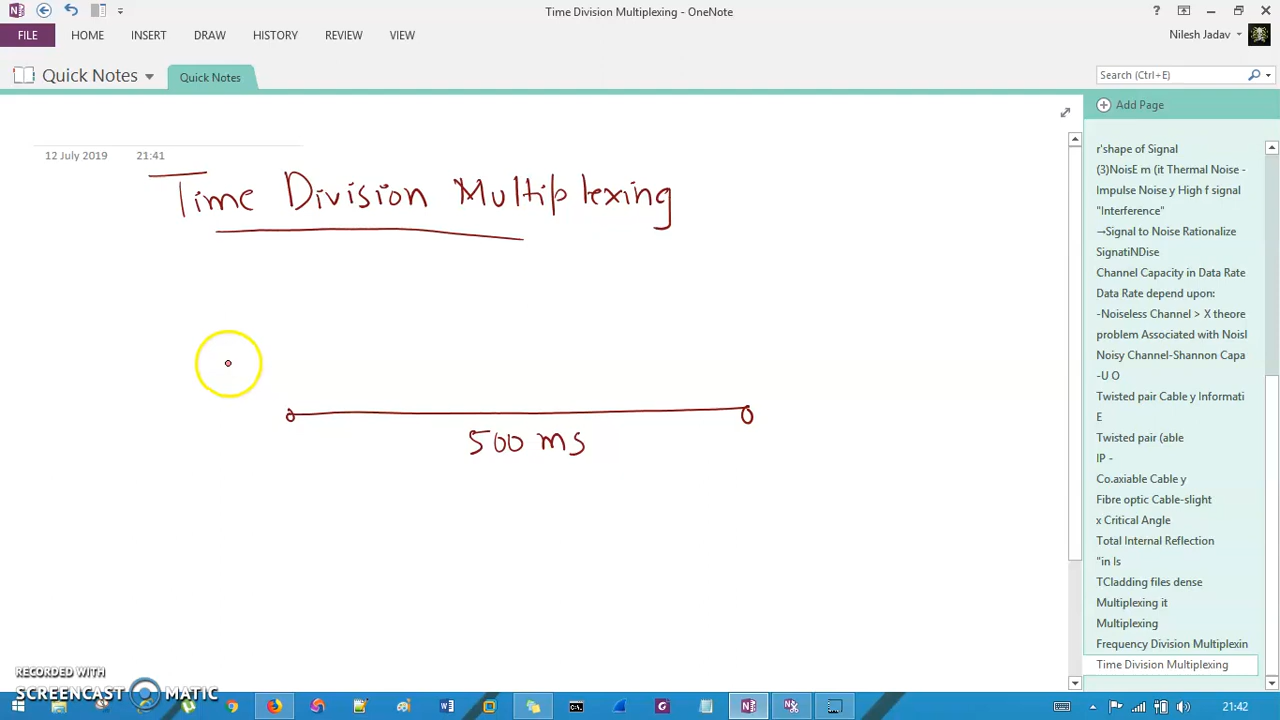 Time Division Multiplexing - OneNote
FILE HOME INSERT DRAW HISTORY REVIEW VIEW
Nilesh Jadav
Quick Notes Quick Notes
Search (Ctrl+E)
Add Page
12 July 2019 21:41
Time Division Multiplexing
500 ms
r'shape of Signal
(3)NoisE m (it Thermal Noise -
Impulse Noise y High f signal
"Interference"
→Signal to Noise Rationalize
SignatiNDise
Channel Capacity in Data Rate
Data Rate depend upon:
-Noiseless Channel > X theore
problem Associated with Noisl
Noisy Channel-Shannon Capa
-U O
Twisted pair Cable y Informati
E
Twisted pair (able
IP -
Co.axiable Cable y
Fibre optic Cable-slight
x Critical Angle
Total Internal Reflection
"in ls
TCladding files dense
Multiplexing it
Multiplexing
Frequency Division Multiplexin
Time Division Multiplexing
RECORDED WITH
SCREENCAST MATIC
21:42